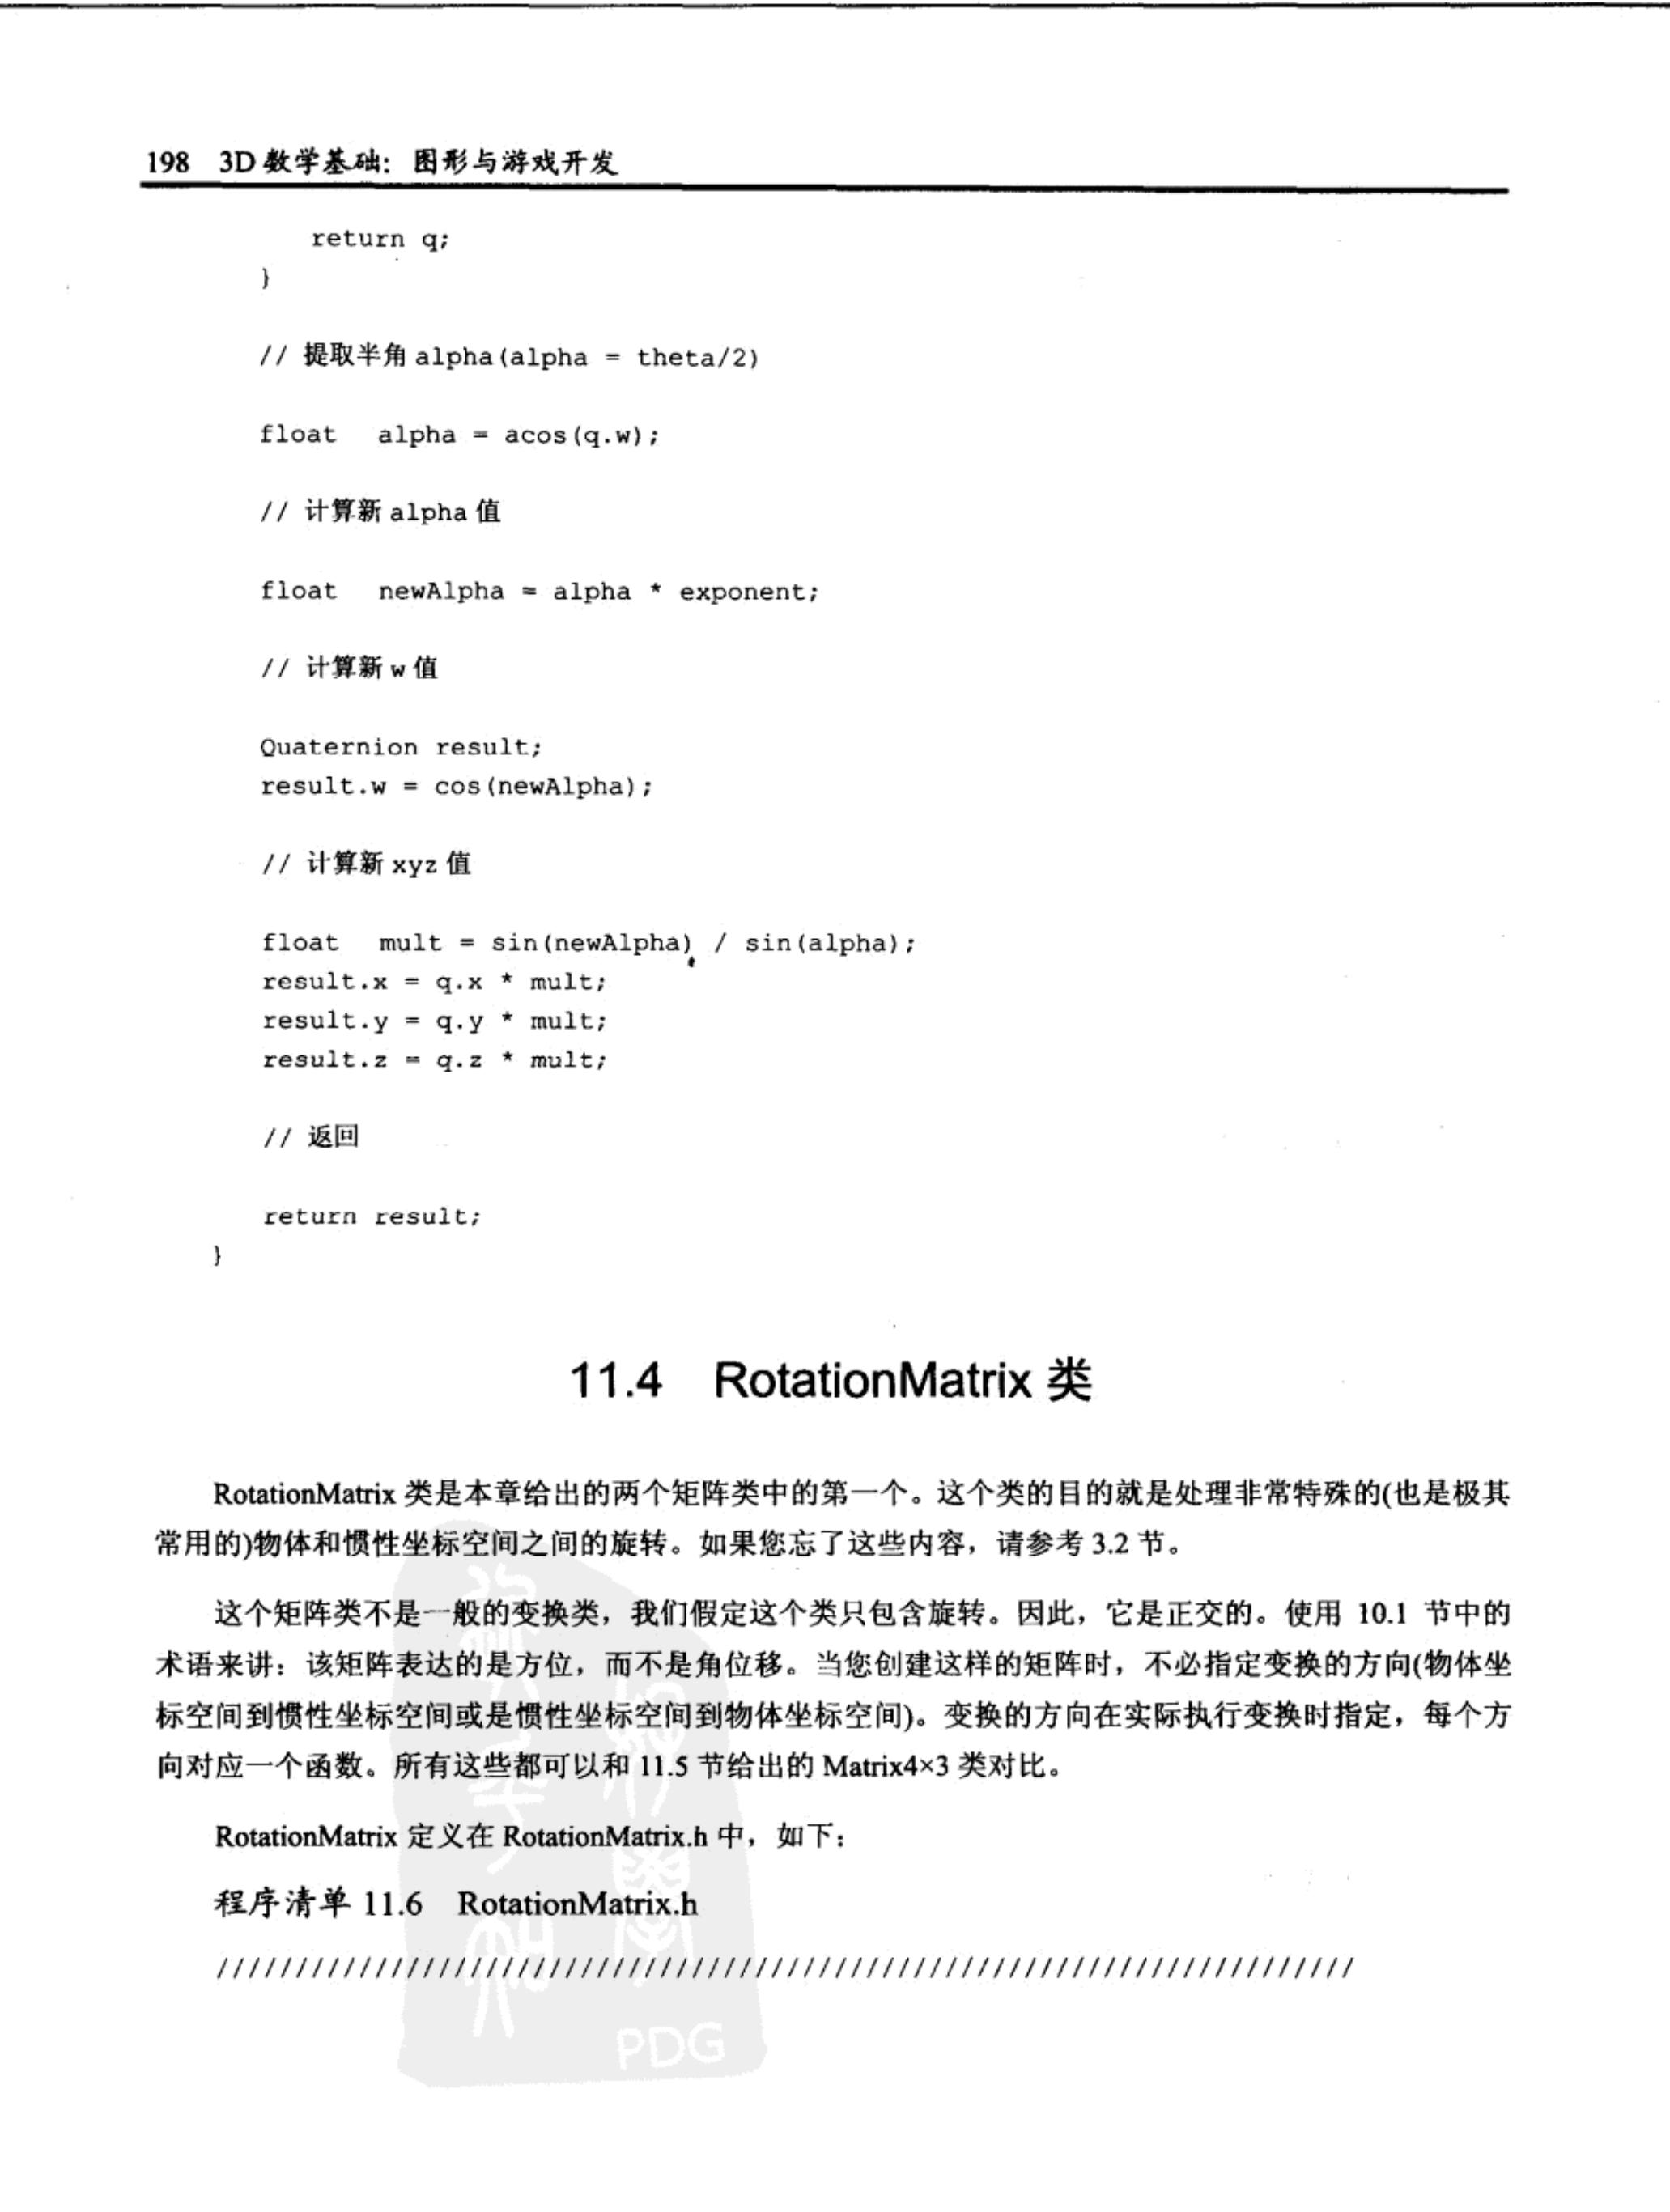 198 3D数学基础：图形与游戏开发
return q;
}
// 提取半角 alpha(alpha = theta/2)
float alpha = acos(q.w);
// 计算新 alpha 值
float newAlpha = alpha * exponent;
// 计算新 w 值
Quaternion result;
result.w = cos(newAlpha);
// 计算新 xyz 值
float mult = sin(newAlpha) / sin(alpha);
result.x = q.x * mult;
result.y = q.y * mult;
result.z = q.z * mult;
// 返回
return result;
}
11.4 RotationMatrix 类
RotationMatrix 类是本章给出的两个矩阵类中的第一个。这个类的目的就是处理非常特殊的(也是极其
常用的)物体和惯性坐标空间之间的旋转。如果您忘了这些内容，请参考 3.2 节。
这个矩阵类不是一般的变换类，我们假定这个类只包含旋转。因此，它是正交的。使用 10.1 节中的
术语来讲：该矩阵表达的是方位，而不是角位移。当您创建这样的矩阵时，不必指定变换的方向(物体坐
标空间到惯性坐标空间或是惯性坐标空间到物体坐标空间)。变换的方向在实际执行变换时指定，每个方
向对应一个函数。所有这些都可以和 11.5 节给出的 Matrix4×3 类对比。
RotationMatrix 定义在 RotationMatrix.h 中，如下：
程序清单 11.6 RotationMatrix.h
////////////////////////////////////////////////////////////////////////
PDG